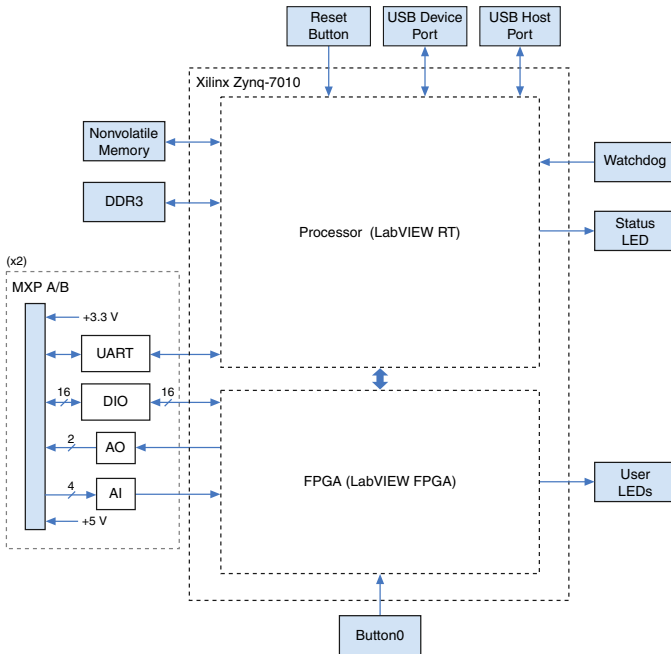 Reset
Button
USB Device
Port
USB Host
Port
Xilinx Zynq-7010
Nonvolatile
Memory
DDR3
Processor (LabVIEW RT)
Watchdog
Status
LED
(x2)
MXP A/B
+3.3 V
UART
16
DIO
16
2
AO
4
AI
+5 V
FPGA (LabVIEW FPGA)
User
LEDs
Button0